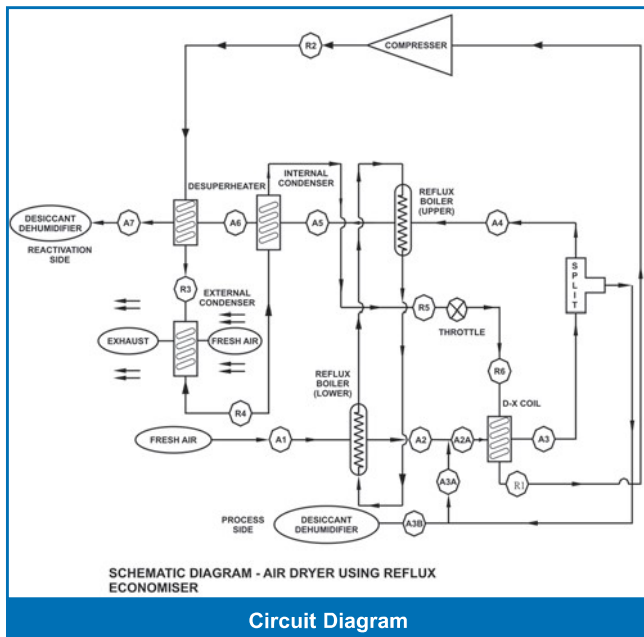 R2
COMPRESSER
DESUPERHEATER
INTERNAL
CONDENSER
REFLUX
BOILER
(UPPER)
DESICCANT
DEHUMIDIFIER
A7
A6
A5
A4
REACTIVATION
SIDE
SPLIT
R3
EXTERNAL
CONDENSER
R5
THROTTLE
EXHAUST
FRESH AIR
R6
REFLUX
BOILER
(LOWER)
D-X COIL
R4
FRESH AIR
A1
A2
A2A
A3
A3A
R1
PROCESS
SIDE
DESICCANT
DEHUMIDIFIER
A3B
SCHEMATIC DIAGRAM - AIR DRYER USING REFLUX
ECONOMISER
Circuit Diagram